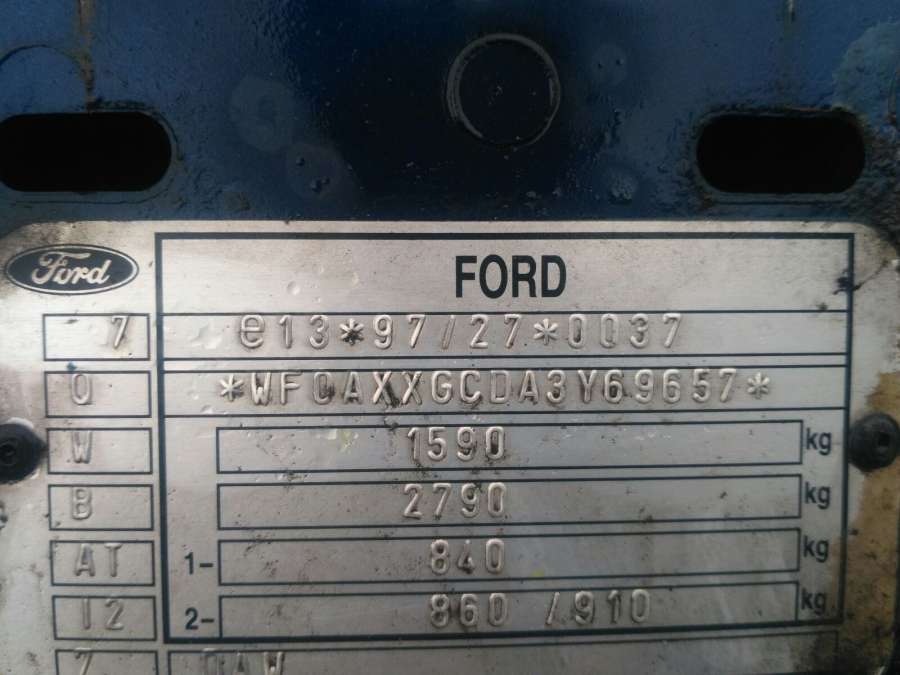 Ford
FORD
7 e13*97/27*0037
0 *WF0AXXGCDA3Y69657*
W 1590 kg
B 2790 kg
AT 1- 840 kg
12 2- 860 /910 kg
7